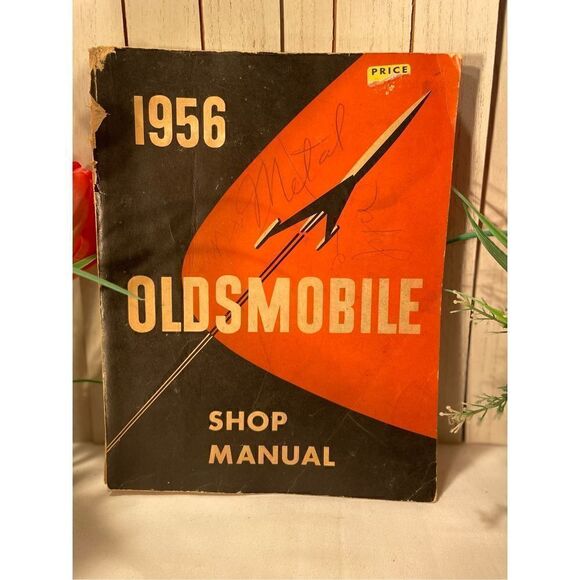 PRICE
1956
Metal
OLDSMOBILE
SHOP
MANUAL